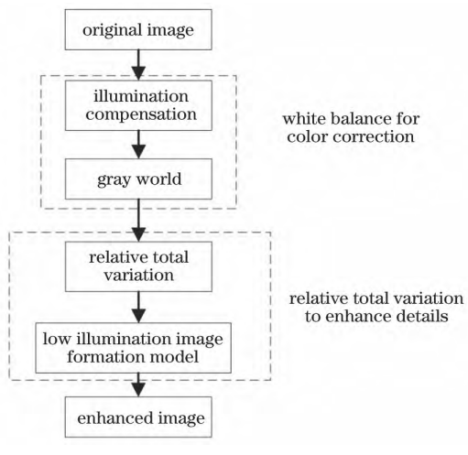 original image
illumination
compensation
white balance for
color correction
gray world
relative total
variation
relative total variation
to enhance details
low illumination image
formation model
enhanced image